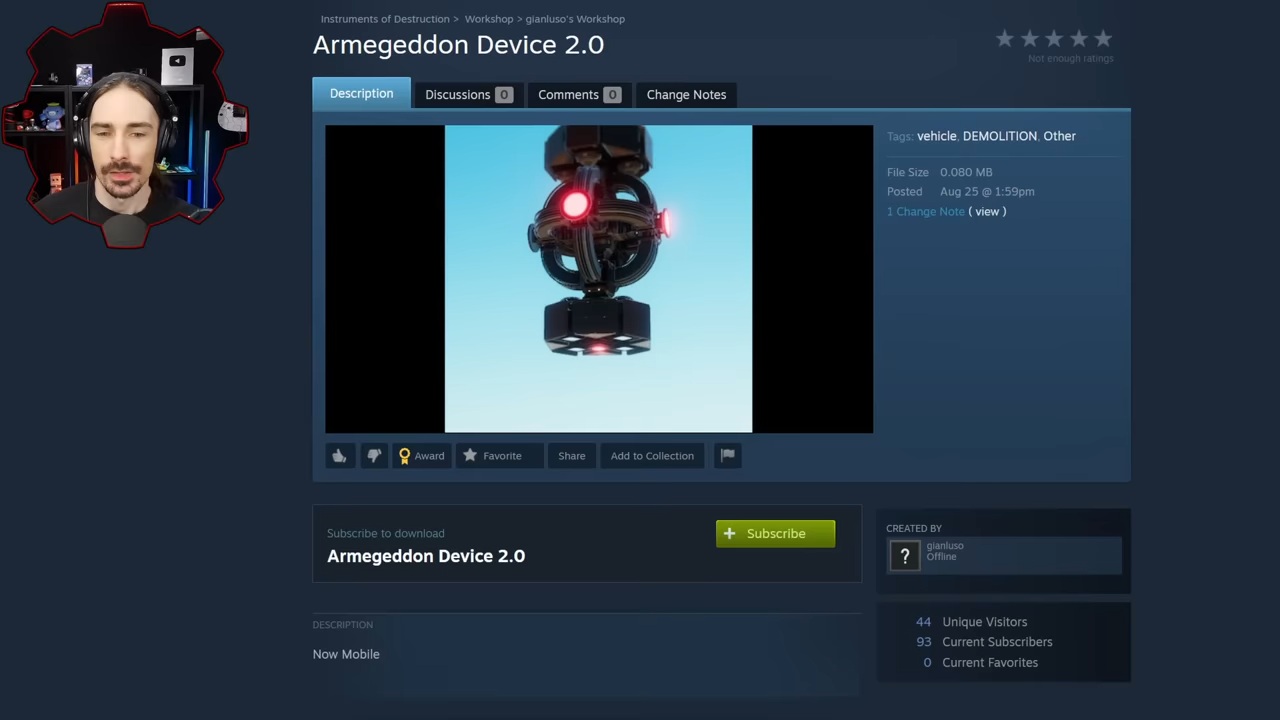 Instruments of Destruction > Workshop > gianluso's Workshop
Armegeddon Device 2.0
Not enough ratings
Description
Discussions 0
Comments 0
Change Notes
Tags: vehicle, DEMOLITION, Other
File Size 0.080 MB
Posted Aug 25 @ 1:59pm
1 Change Note ( view )
Award
Favorite
Share
Add to Collection
Subscribe to download
Armegeddon Device 2.0
+ Subscribe
CREATED BY
?
gianluso
Offline
44 Unique Visitors
93 Current Subscribers
0 Current Favorites
DESCRIPTION
Now Mobile